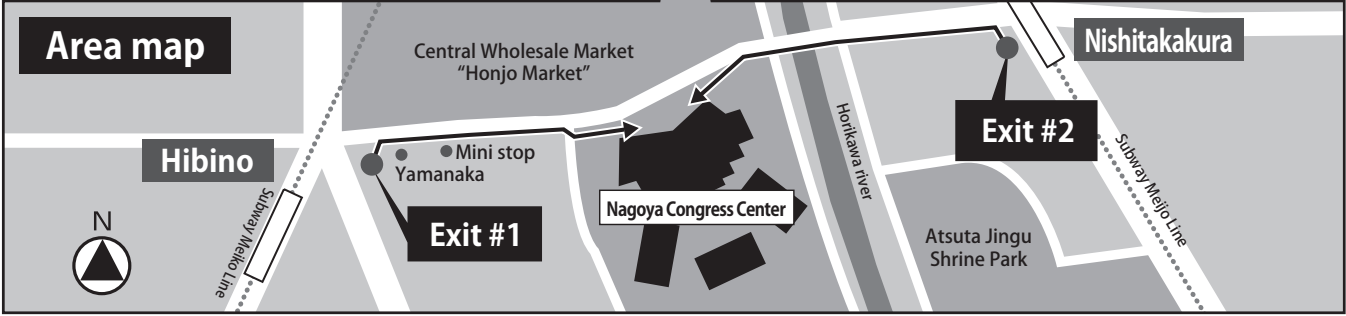 Area map
Central Wholesale Market
“Honjo Market”
Nishitakakura
Exit #2
Hibino
Mini stop
Yamanaka
Exit #1
Nagoya Congress Center
Horikawa river
Subway Meiko Line
Subway Meijo Line
Atsuta Jingu
Shrine Park
N